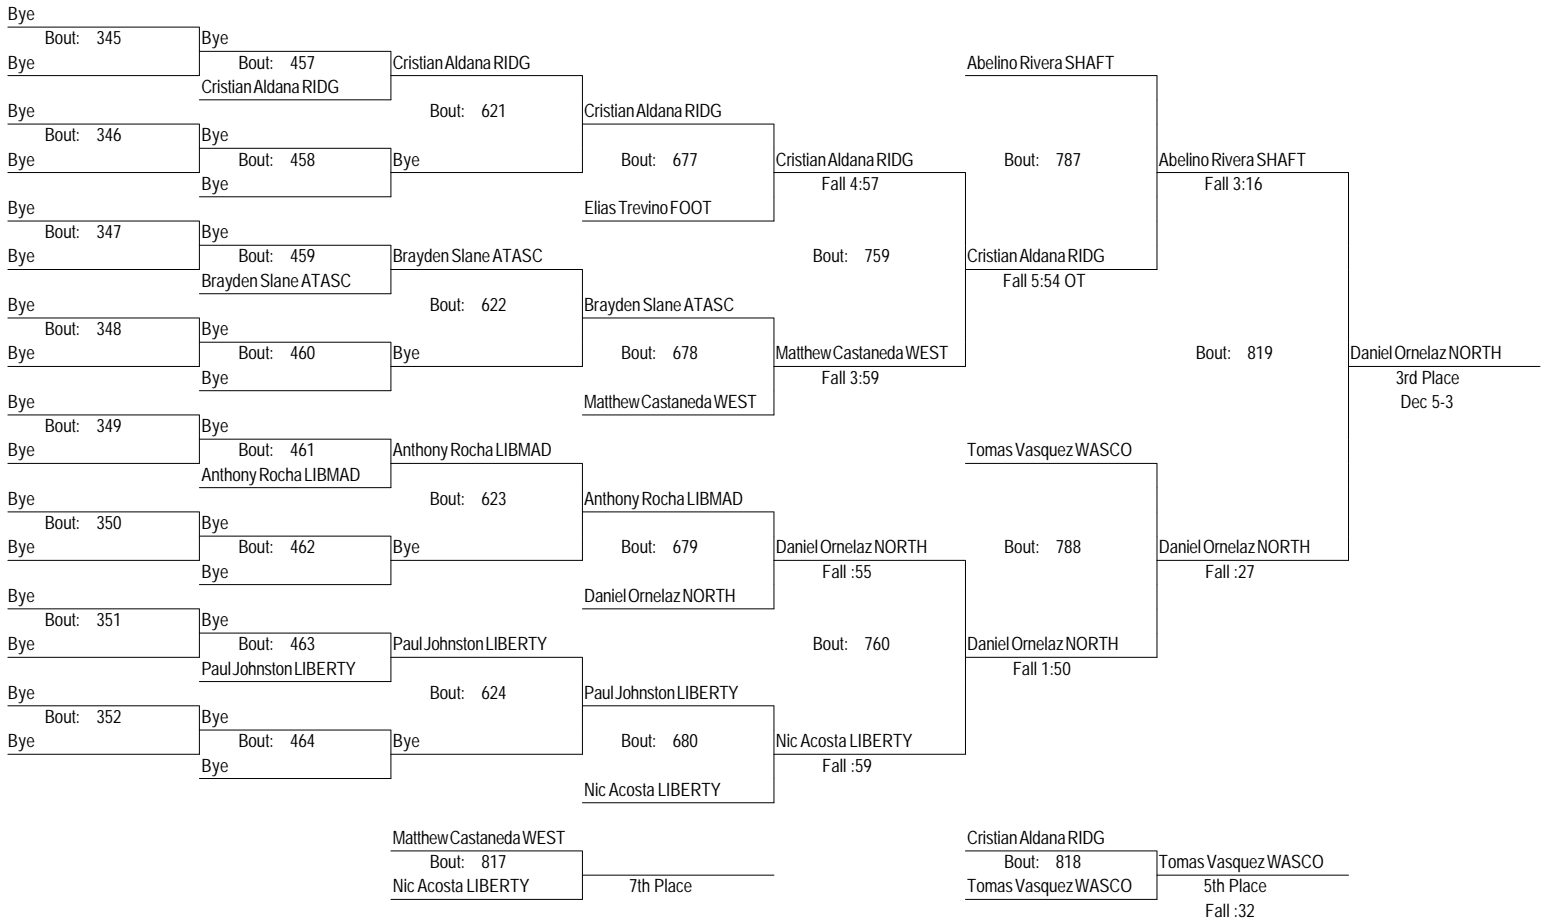 Bye
Bout: 345
Bye
Bye
Bout: 457
Cristian Aldana RIDG
Cristian Aldana RIDG
Bye
Bout: 346
Bye
Bye
Bout: 458
Bye
Bout: 621
Bye
Cristian Aldana RIDG
Bout: 677
Elias Trevino FOOT
Cristian Aldana RIDG
Fall 4:57
Bye
Bout: 347
Bye
Bye
Bout: 459
Brayden Slane ATASC
Brayden Slane ATASC
Bye
Bout: 348
Bye
Bye
Bout: 460
Bye
Bout: 622
Bye
Brayden Slane ATASC
Bout: 678
Matthew Castaneda WEST
Matthew Castaneda WEST
Fall 3:59
Bout: 759
Cristian Aldana RIDG
Fall 5:54 OT
Abelino Rivera SHAFT
Bout: 787
Abelino Rivera SHAFT
Fall 3:16
Bye
Bout: 349
Bye
Bye
Bout: 461
Anthony Rocha LIBMAD
Anthony Rocha LIBMAD
Bye
Bout: 350
Bye
Bye
Bout: 462
Bye
Bout: 623
Bye
Anthony Rocha LIBMAD
Bout: 679
Daniel Ornelaz NORTH
Daniel Ornelaz NORTH
Fall :55
Bye
Bout: 351
Bye
Bye
Bout: 463
Paul Johnston LIBERTY
Paul Johnston LIBERTY
Bye
Bout: 352
Bye
Bye
Bout: 464
Bye
Bout: 624
Bye
Paul Johnston LIBERTY
Bout: 680
Nic Acosta LIBERTY
Nic Acosta LIBERTY
Fall :59
Bout: 760
Daniel Ornelaz NORTH
Fall 1:50
Tomas Vasquez WASCO
Bout: 788
Daniel Ornelaz NORTH
Fall :27
Bout: 819
Daniel Ornelaz NORTH
3rd Place
Dec 5-3
Matthew Castaneda WEST
Bout: 817
Nic Acosta LIBERTY
7th Place
Cristian Aldana RIDG
Bout: 818
Tomas Vasquez WASCO
Tomas Vasquez WASCO
5th Place
Fall :32